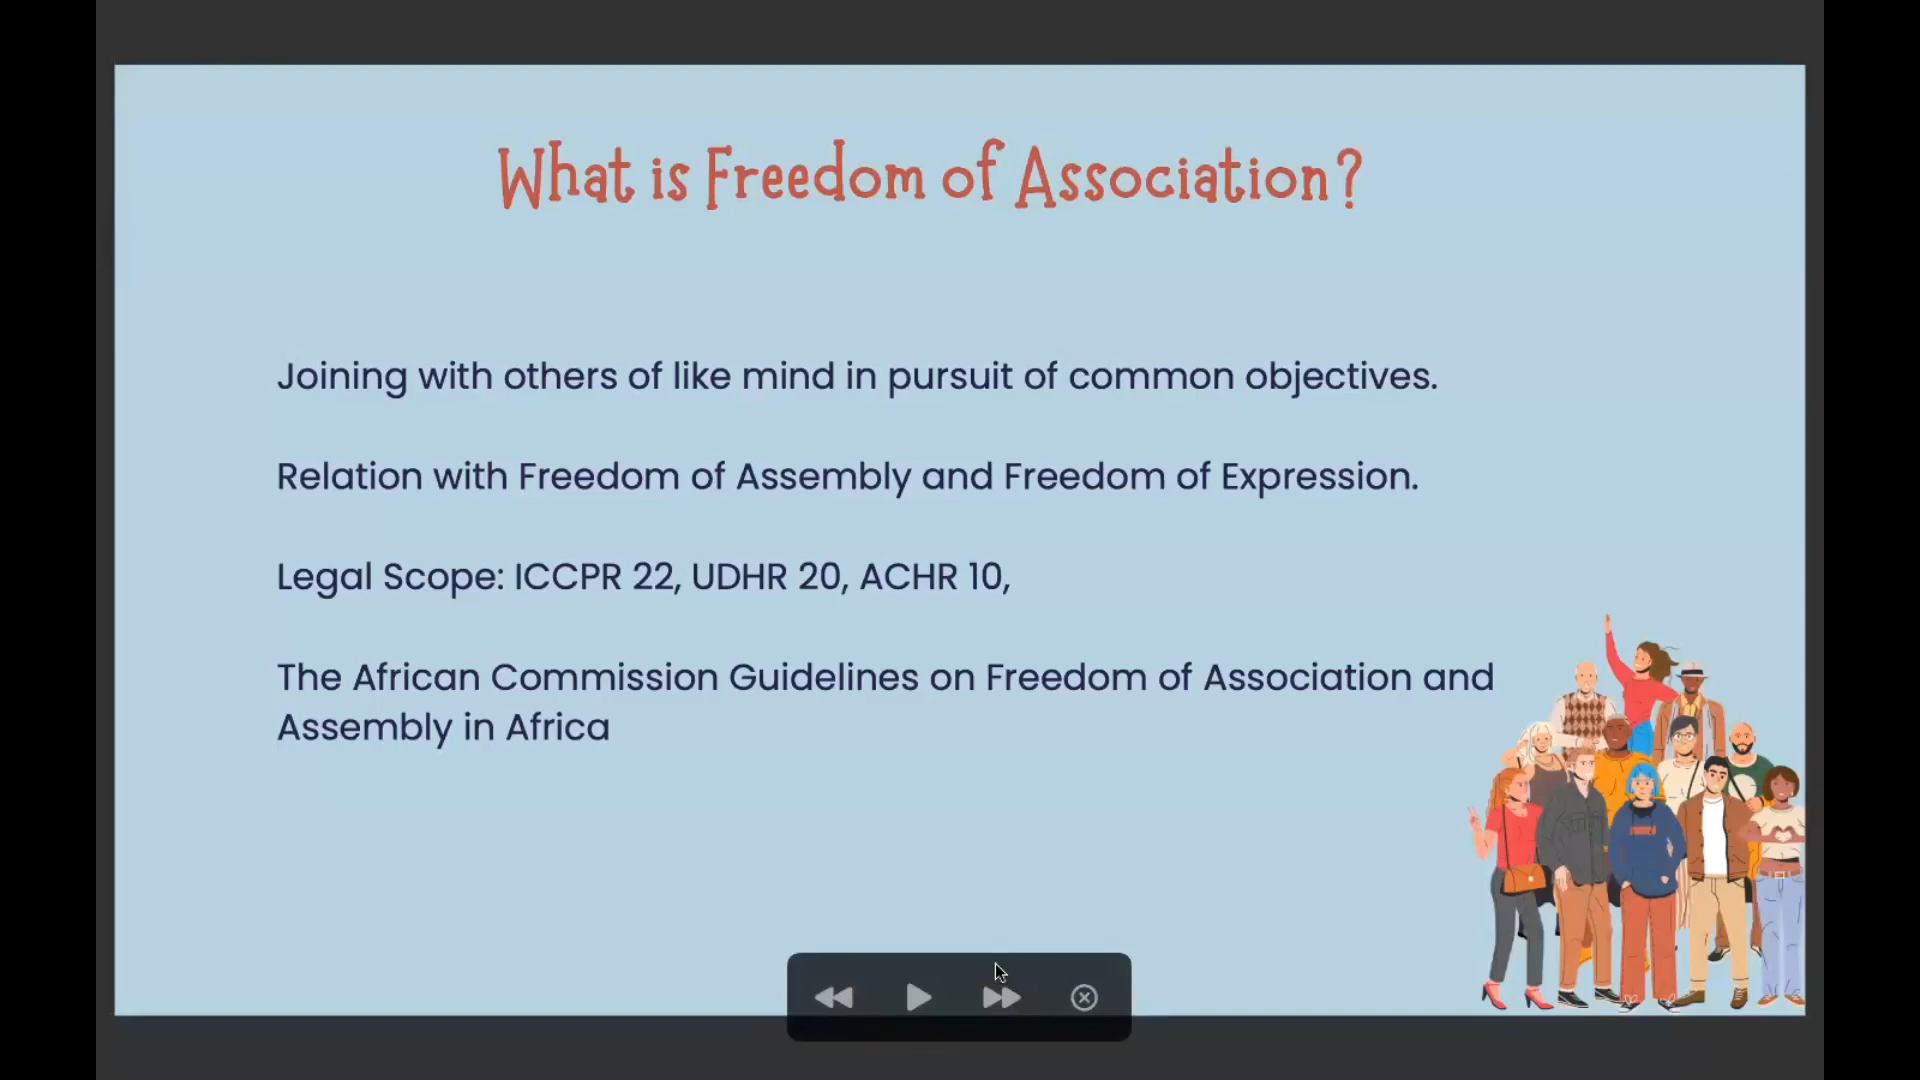 What is Freedom of Association?
Joining with others of like mind in pursuit of common objectives.
Relation with Freedom of Assembly and Freedom of Expression.
Legal Scope: ICCPR 22, UDHR 20, ACHR 10,
The African Commission Guidelines on Freedom of Association and
Assembly in Africa